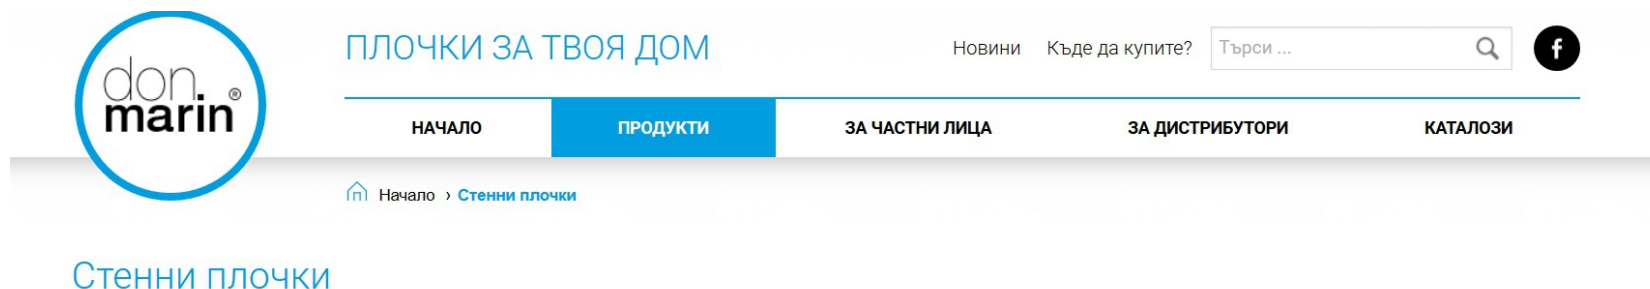 don
marin®
ПЛОЧКИ ЗА ТВОЯ ДОМ
Новини Къде да купите? Търси ...
f
НАЧАЛО ПРОДУКТИ ЗА ЧАСТНИ ЛИЦА ЗА ДИСТРИБУТОРИ КАТАЛОЗИ
Начало › Стенни плочки
Стенни плочки